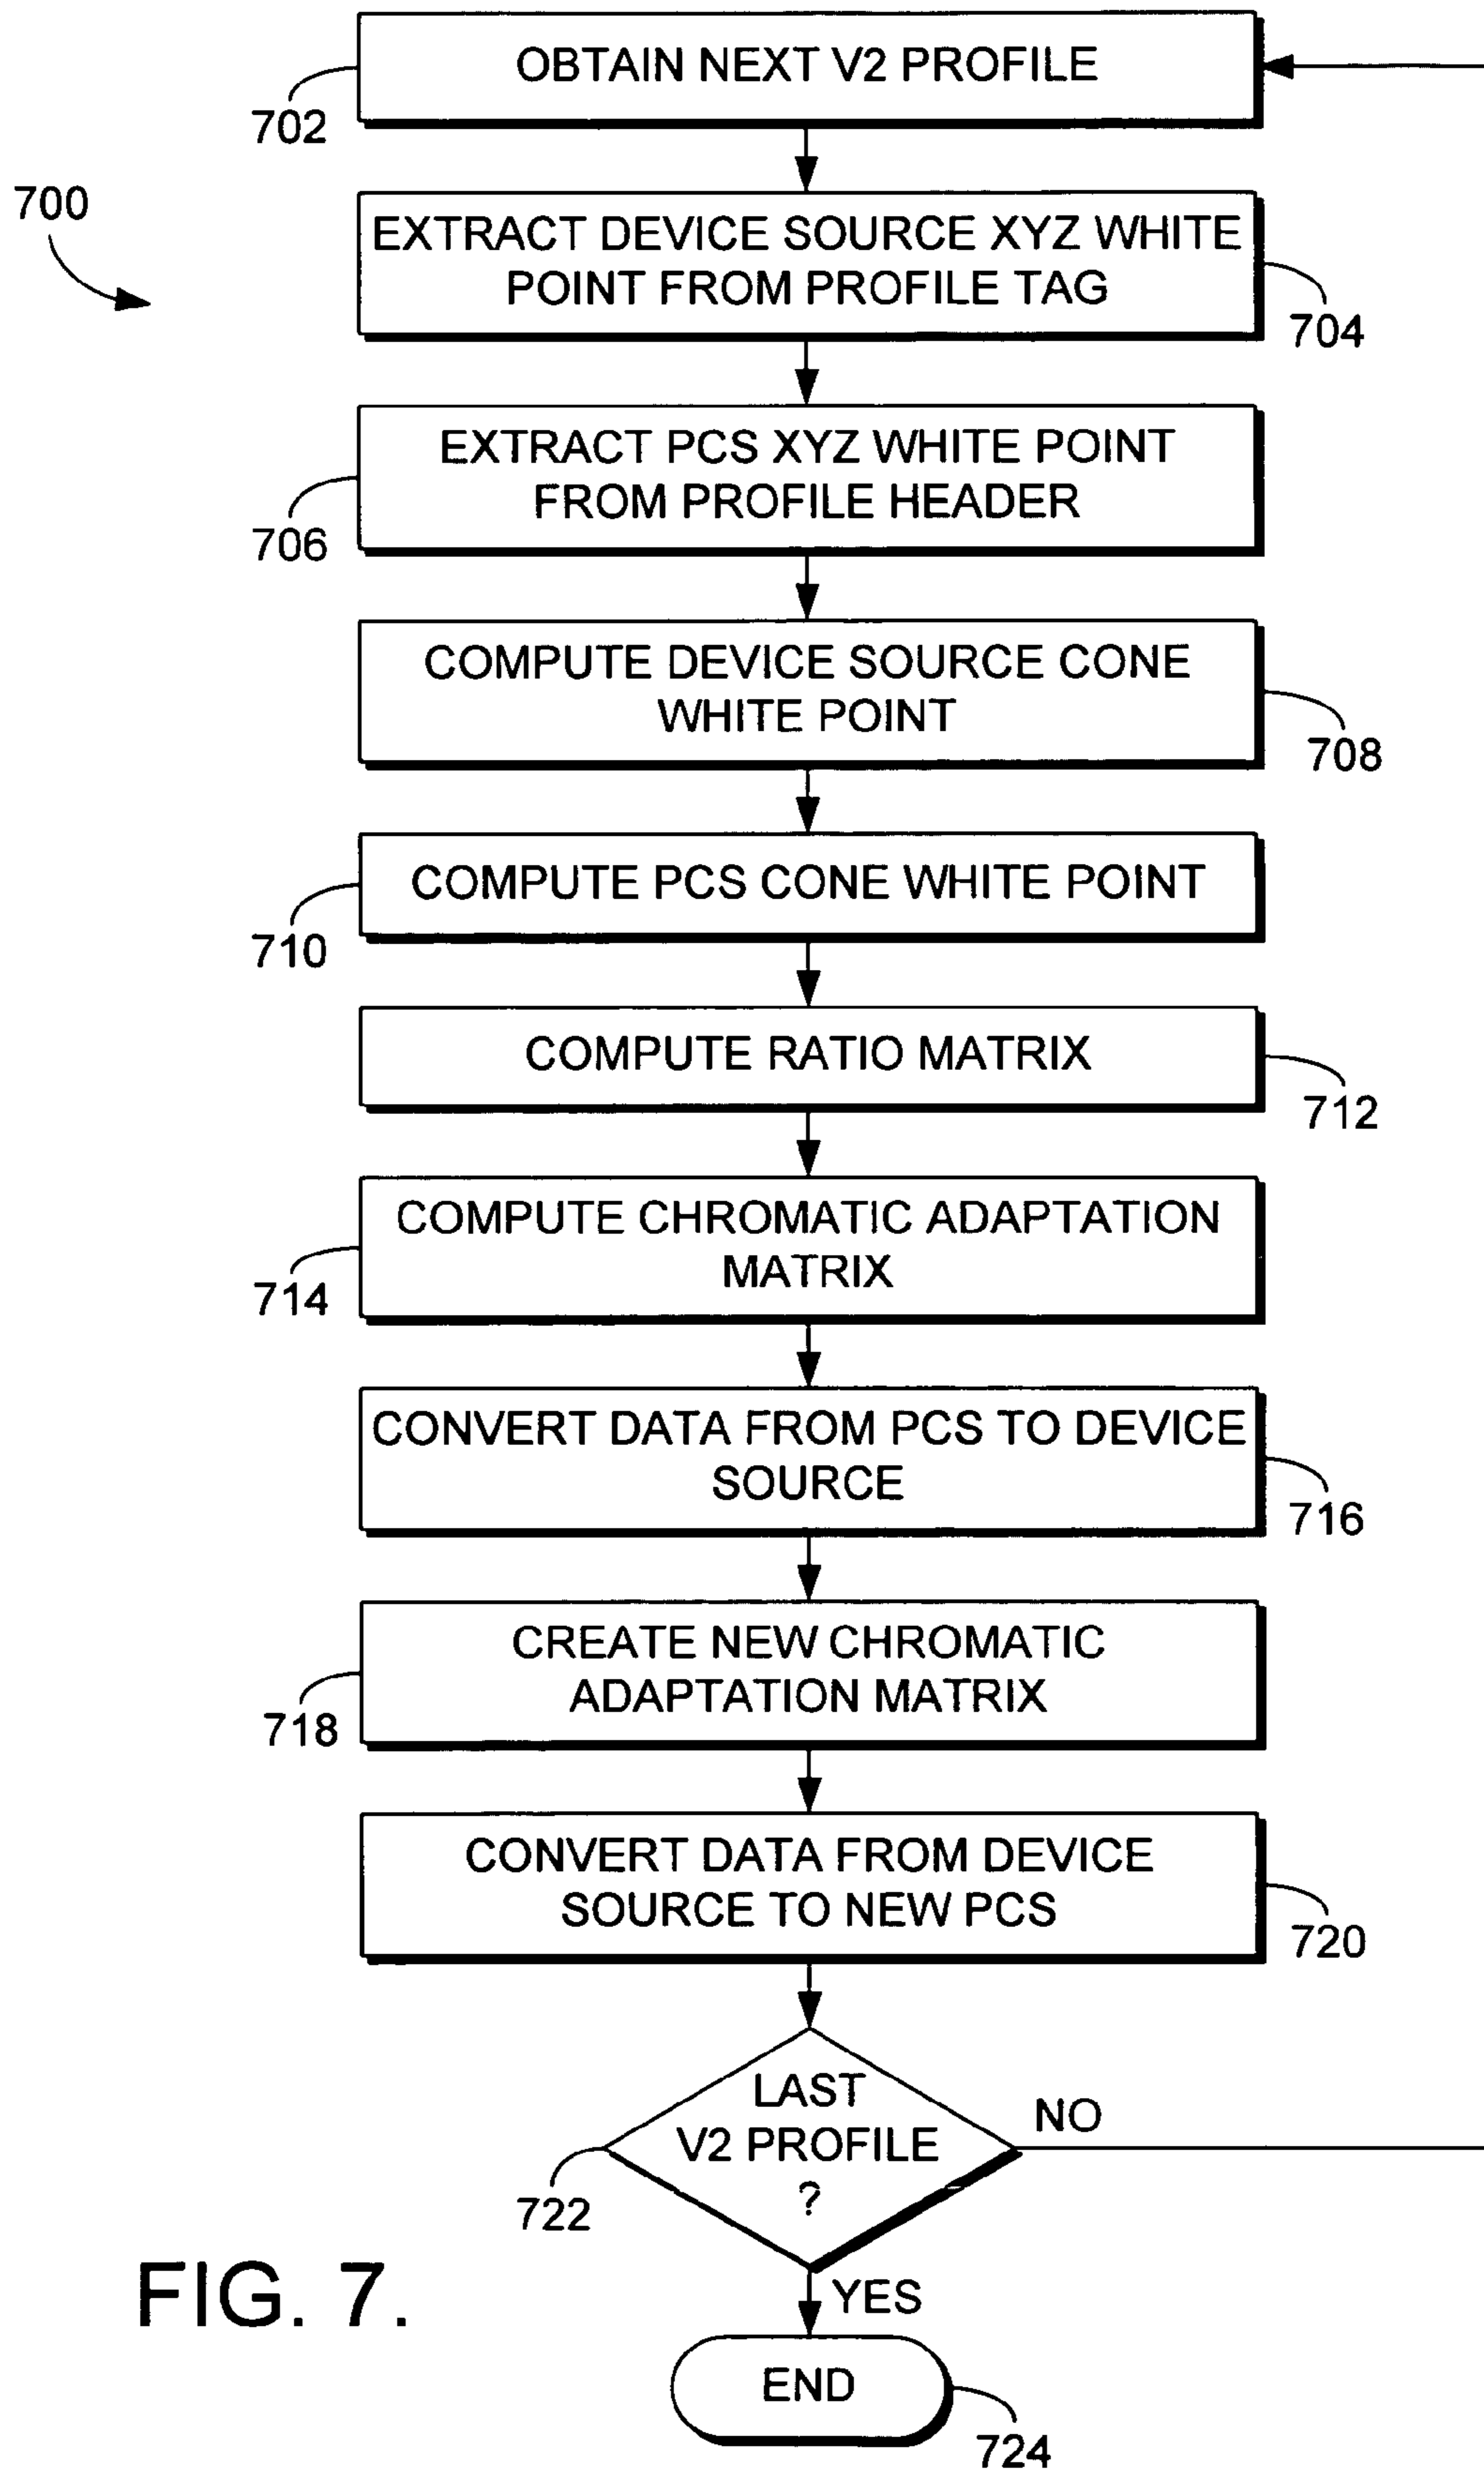 OBTAIN NEXT V2 PROFILE
702
700
EXTRACT DEVICE SOURCE XYZ WHITE
POINT FROM PROFILE TAG
704
EXTRACT PCS XYZ WHITE POINT
FROM PROFILE HEADER
706
COMPUTE DEVICE SOURCE CONE
WHITE POINT
708
COMPUTE PCS CONE WHITE POINT
710
COMPUTE RATIO MATRIX
712
COMPUTE CHROMATIC ADAPTATION
MATRIX
714
CONVERT DATA FROM PCS TO DEVICE
SOURCE
716
CREATE NEW CHROMATIC
ADAPTATION MATRIX
718
CONVERT DATA FROM DEVICE
SOURCE TO NEW PCS
720
LAST
V2 PROFILE
?
NO
722
YES
END
724
FIG. 7.